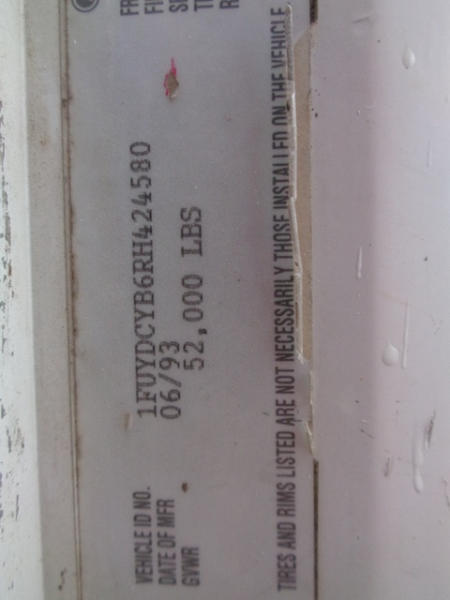 VEHICLE ID NO. 1FUYDCYB6RH424580
DATE OF MFR 06/93
GVWR 52,000 LBS
TIRES AND RIMS LISTED ARE NOT NECESSARILY THOSE INSTALLED ON THE VEHICLE